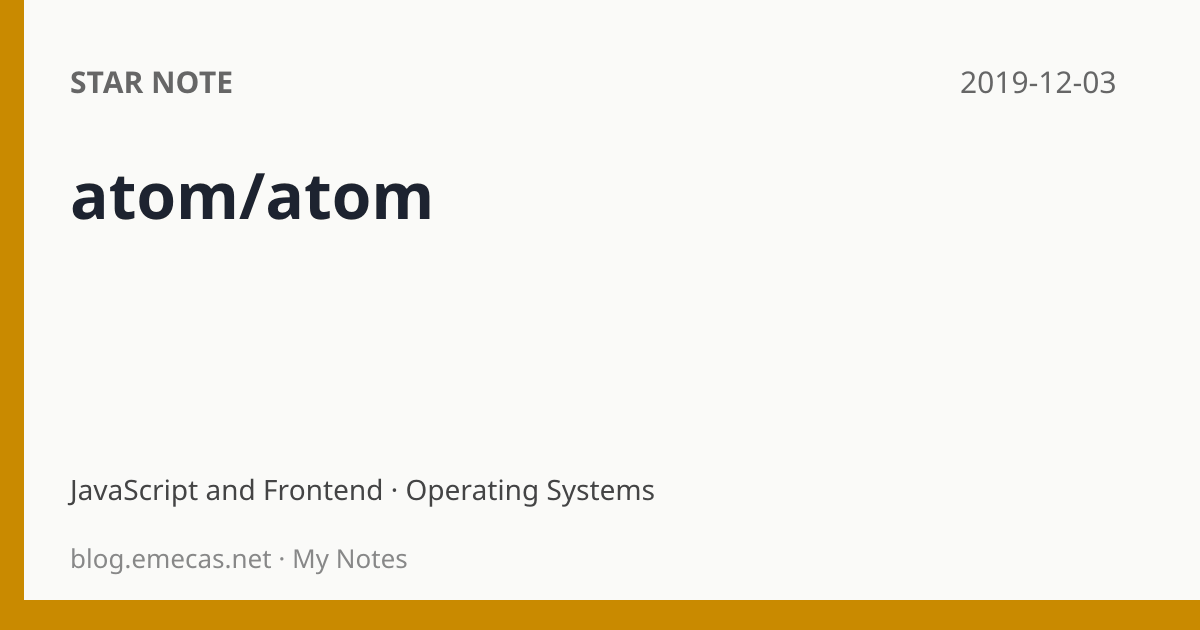 STAR NOTE
2019-12-03
atom/atom
JavaScript and Frontend · Operating Systems
blog.emecas.net · My Notes